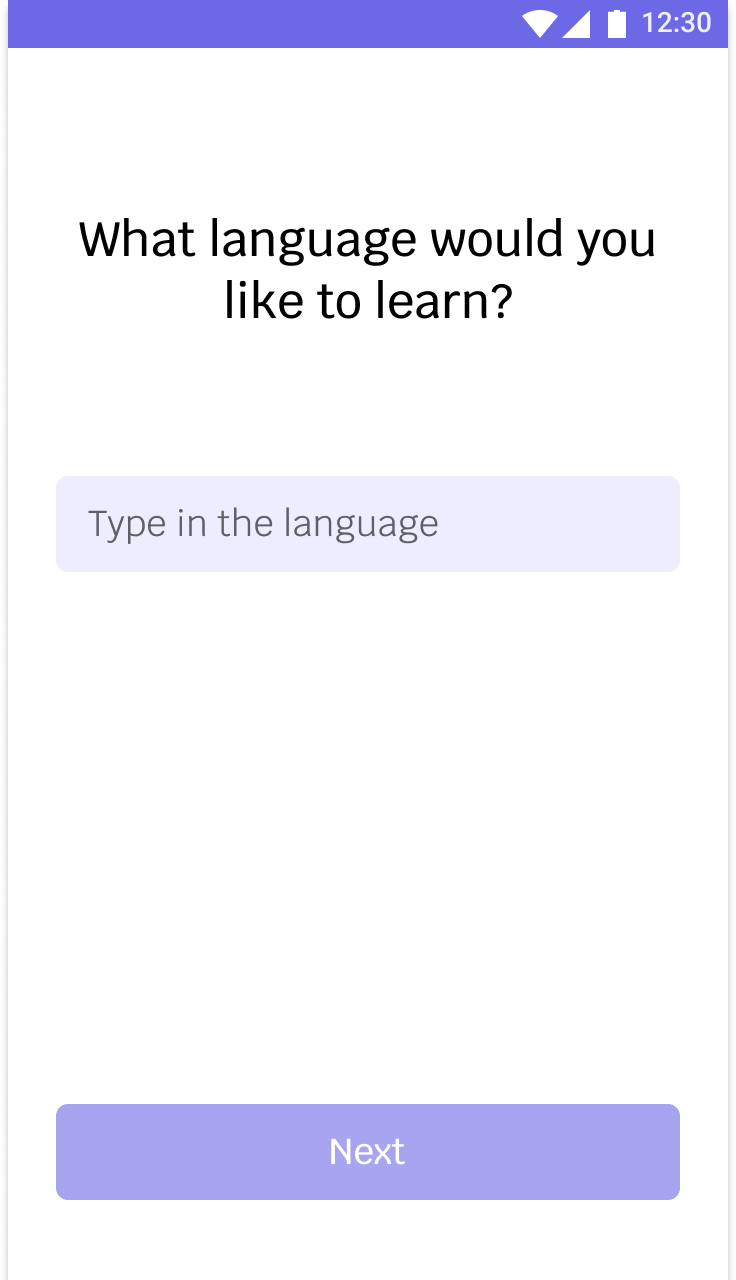 12:30
What language would you
like to learn?
Type in the language
Next